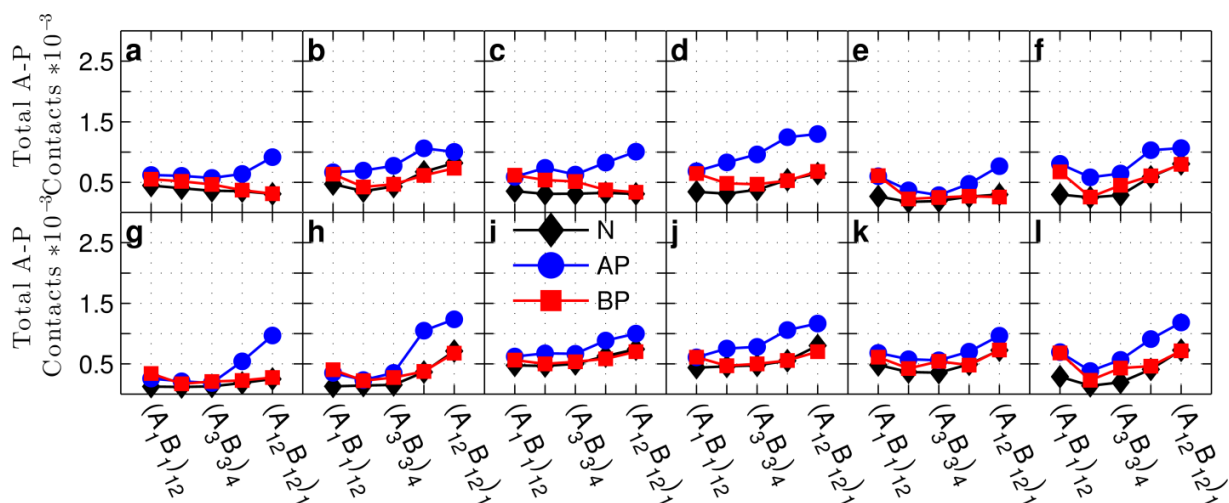 Total A-P
Contacts *10⁻³
2.5
1.5
0.5
a
b
c
d
e
f
Total A-P
Contacts *10⁻³
2.5
1.5
0.5
g
h
i
j
k
l
N
AP
BP
(A₁B₁)₁₂
(A₃B₃)₄
(A₁₂B₁₂)₁
(A₁B₁)₁₂
(A₃B₃)₄
(A₁₂B₁₂)₁
(A₁B₁)₁₂
(A₃B₃)₄
(A₁₂B₁₂)₁
(A₁B₁)₁₂
(A₃B₃)₄
(A₁₂B₁₂)₁
(A₁B₁)₁₂
(A₃B₃)₄
(A₁₂B₁₂)₁
(A₁B₁)₁₂
(A₃B₃)₄
(A₁₂B₁₂)₁